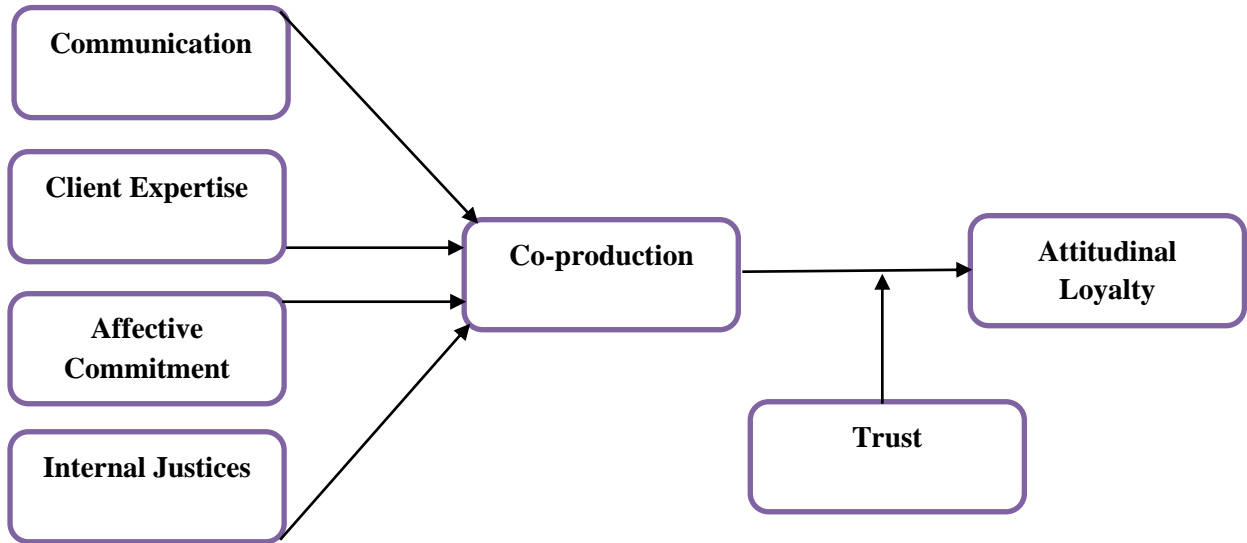 Communication
Client Expertise
Affective
Commitment
Internal Justices
Co-production
Trust
Attitudinal
Loyalty